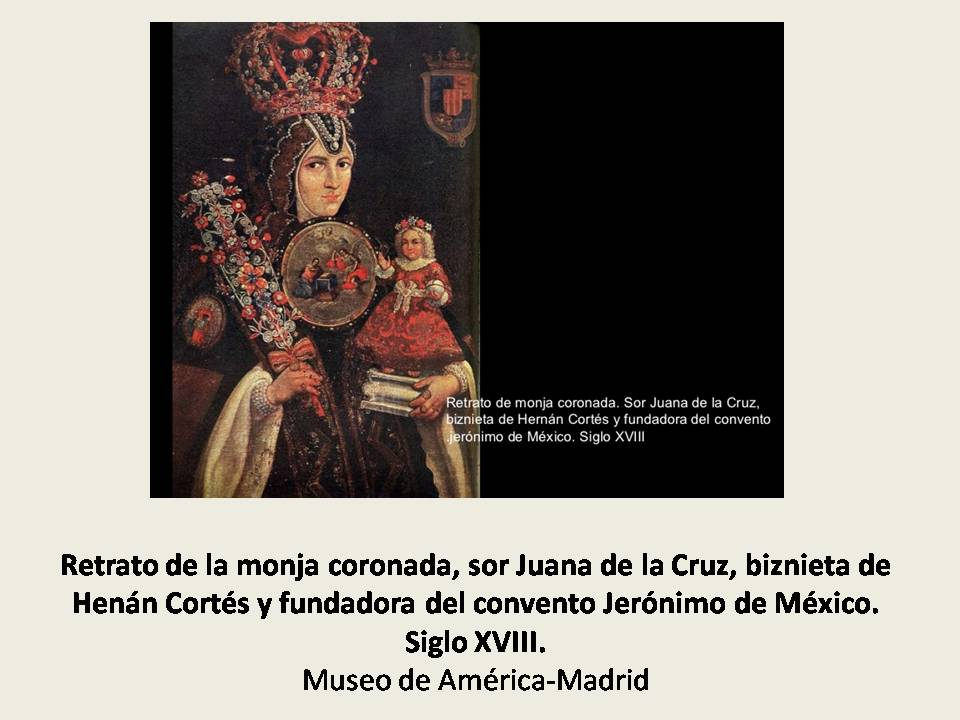 Retrato de monja coronada. Sor Juana de la Cruz,
biznieta de Hernán Cortés y fundadora del convento
.jerónimo de México. Siglo XVIII
Retrato de la monja coronada, sor Juana de la Cruz, biznieta de
Henán Cortés y fundadora del convento Jerónimo de México.
Siglo XVIII.
Museo de América-Madrid